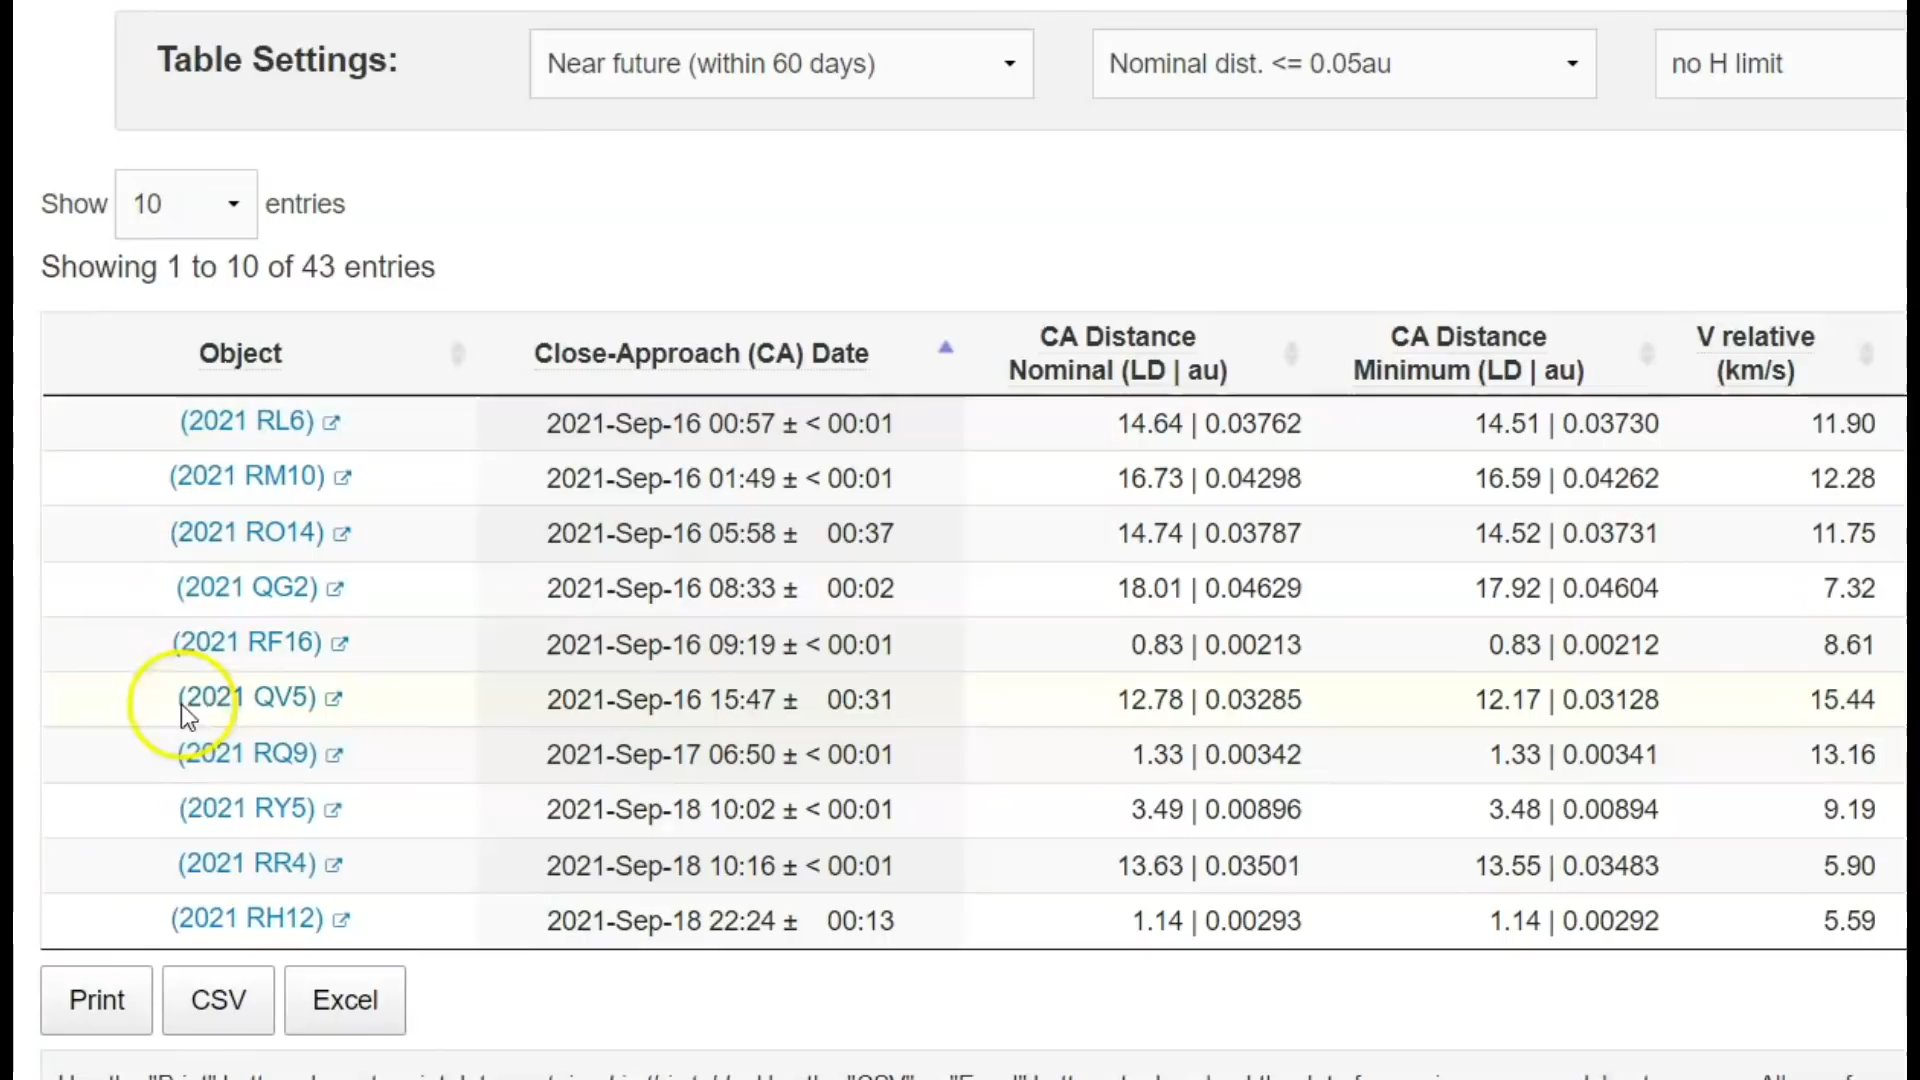 Table Settings: Near future (within 60 days) Nominal dist. <= 0.05au no H limit
Show 10 entries
Showing 1 to 10 of 43 entries
Object Close-Approach (CA) Date CA Distance Nominal (LD | au) CA Distance Minimum (LD | au) V relative (km/s)
(2021 RL6) 2021-Sep-16 00:57 ± < 00:01 14.64 | 0.03762 14.51 | 0.03730 11.90
(2021 RM10) 2021-Sep-16 01:49 ± < 00:01 16.73 | 0.04298 16.59 | 0.04262 12.28
(2021 RO14) 2021-Sep-16 05:58 ± 00:37 14.74 | 0.03787 14.52 | 0.03731 11.75
(2021 QG2) 2021-Sep-16 08:33 ± 00:02 18.01 | 0.04629 17.92 | 0.04604 7.32
(2021 RF16) 2021-Sep-16 09:19 ± < 00:01 0.83 | 0.00213 0.83 | 0.00212 8.61
(2021 QV5) 2021-Sep-16 15:47 ± 00:31 12.78 | 0.03285 12.17 | 0.03128 15.44
(2021 RQ9) 2021-Sep-17 06:50 ± < 00:01 1.33 | 0.00342 1.33 | 0.00341 13.16
(2021 RY5) 2021-Sep-18 10:02 ± < 00:01 3.49 | 0.00896 3.48 | 0.00894 9.19
(2021 RR4) 2021-Sep-18 10:16 ± < 00:01 13.63 | 0.03501 13.55 | 0.03483 5.90
(2021 RH12) 2021-Sep-18 22:24 ± 00:13 1.14 | 0.00293 1.14 | 0.00292 5.59
Print CSV Excel